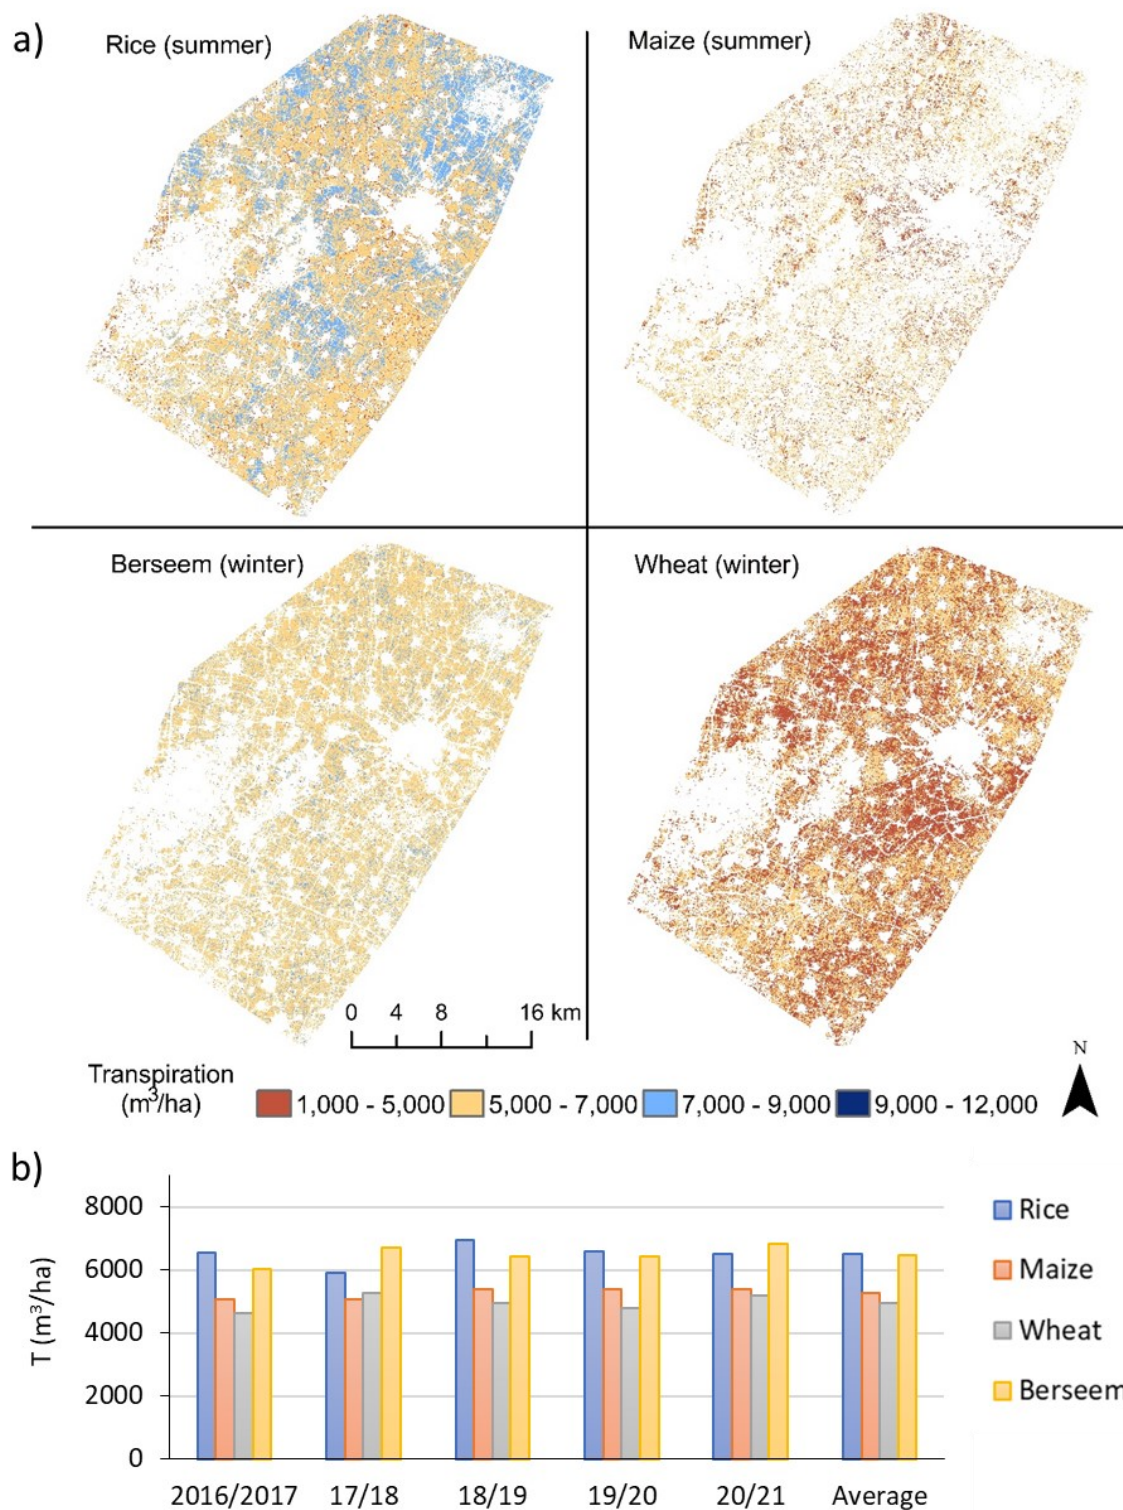 a)
Rice (summer)
Maize (summer)
Berseem (winter)
Wheat (winter)
0 4 8 16 km
N
Transpiration
(m³/ha)
1,000 - 5,000
5,000 - 7,000
7,000 - 9,000
9,000 - 12,000
b)
T (m³/ha)
8000
6000
4000
2000
0
2016/2017
17/18
18/19
19/20
20/21
Average
Rice
Maize
Wheat
Berseem